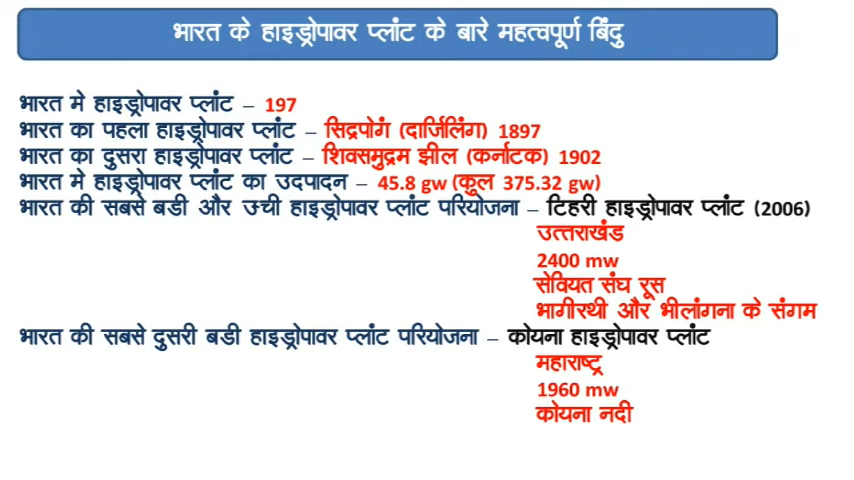 भारत के हाइड्रोपावर प्लांट के बारे महत्वपूर्ण बिंदु
भारत मे हाइड्रोपावर प्लांट – 197
भारत का पहला हाइड्रोपावर प्लांट – सिद्रपोगं (दार्जिलिंग) 1897
भारत का दुसरा हाइड्रोपावर प्लांट – शिवसमुद्रम झील (कर्नाटक) 1902
भारत मे हाइड्रोपावर प्लांट का उदपादन – 45.8 gw (कुल 375.32 gw)
भारत की सबसे बडी और उची हाइड्रोपावर प्लांट परियोजना – टिहरी हाइड्रोपावर प्लांट (2006)
उत्तराखंड
2400 mw
सेवियत संघ रूस
भागीरथी और भीलांगना के संगम
भारत की सबसे दुसरी बडी हाइड्रोपावर प्लांट परियोजना – कोयना हाइड्रोपावर प्लांट
महाराष्ट्र
1960 mw
कोयना नदी